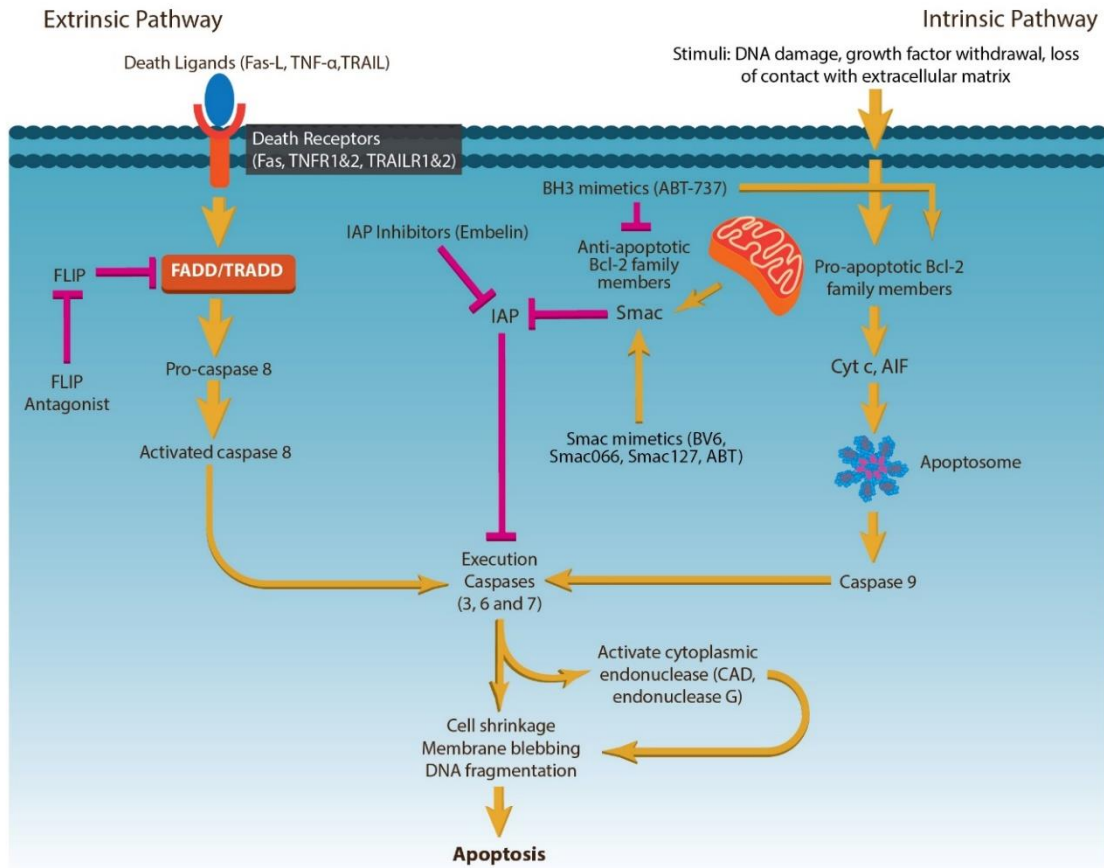 Extrinsic Pathway
Intrinsic Pathway
Death Ligands (Fas-L, TNF-α,TRAIL)
Stimuli: DNA damage, growth factor withdrawal, loss
of contact with extracellular matrix
Death Receptors
(Fas, TNFR1&2, TRAILR1&2)
BH3 mimetics (ABT-737)
IAP Inhibitors (Embelin)
Anti-apoptotic
Bcl-2 family
members
Pro-apoptotic Bcl-2
family members
FLIP
FADD/TRADD
IAP
Smac
Pro-caspase 8
Cyt c, AIF
FLIP
Antagonist
Activated caspase 8
Smac mimetics (BV6,
Smac066, Smac127, ABT)
Apoptosome
Execution
Caspases
(3, 6 and 7)
Caspase 9
Activate cytoplasmic
endonuclease (CAD,
endonuclease G)
Cell shrinkage
Membrane blebbing
DNA fragmentation
Apoptosis